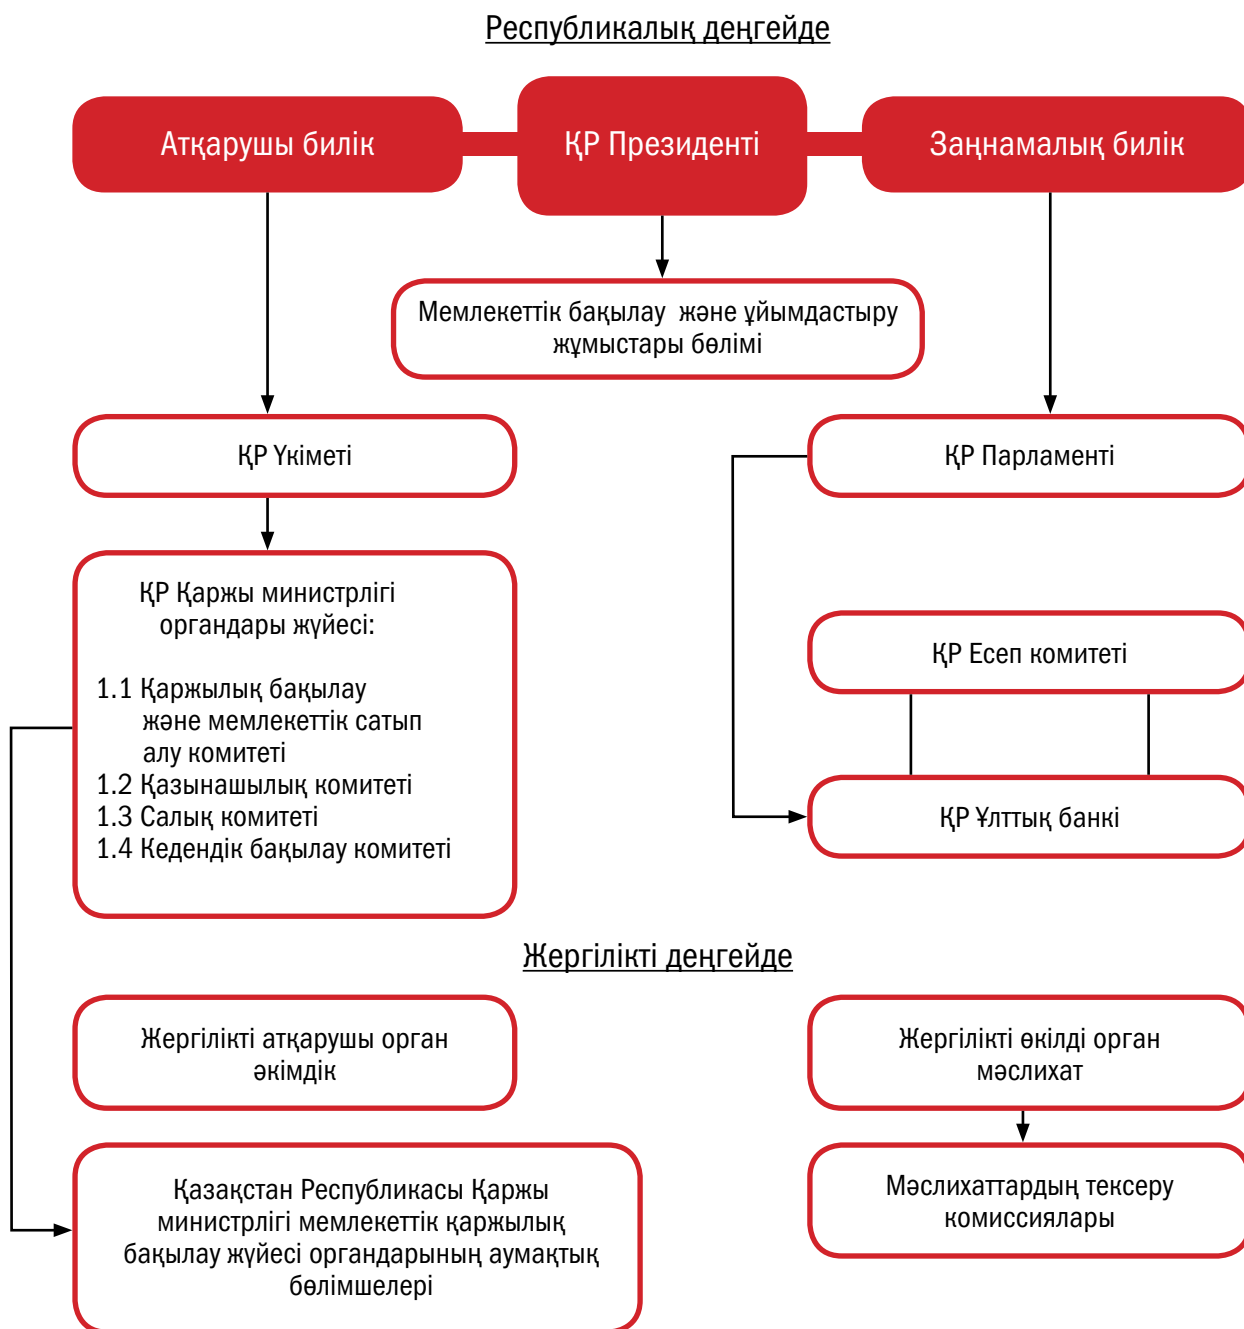 Республикалық деңгейде
Атқарушы билік
ҚР Президенті
Заңнамалық билік
Мемлекеттік бақылау және ұйымдастыру
жұмыстары бөлімі
ҚР Үкіметі
ҚР Парламенті
ҚР Қаржы министрлігі
органдары жүйесі:
1.1 Қаржылық бақылау
және мемлекеттік сатып
алу комитеті
1.2 Қазынашылық комитеті
1.3 Салық комитеті
1.4 Кедендік бақылау комитеті
ҚР Есеп комитеті
ҚР Ұлттық банкі
Жергілікті деңгейде
Жергілікті атқарушы орган
әкімдік
Жергілікті өкілді орган
мәслихат
Қазақстан Республикасы Қаржы
министрлігі мемлекеттік қаржылық
бақылау жүйесі органдарының аумақтық
бөлімшелері
Мәслихаттардың тексеру
комиссиялары